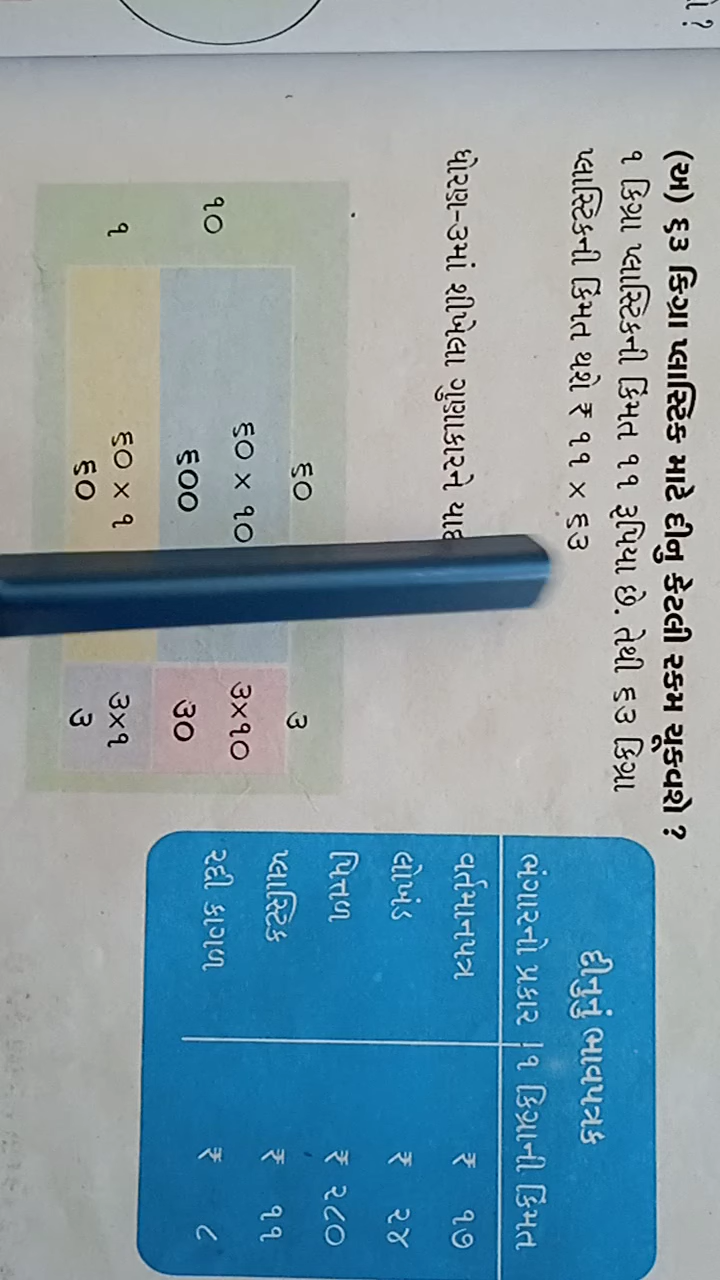 (અ) ૬૩ કિગ્રા પ્લાસ્ટિક માટે દીનુ કેટલી રકમ ચુકવશે ?
૧ કિગ્રા પ્લાસ્ટિકની કિંમત ૧૧ રૂપિયા છે. તેથી ૬૩ કિગ્રા
પ્લાસ્ટિકની કિંમત થશે ₹ ૧૧ × ૬૩
ધોરણ-૩માં શીખેલા ગુણાકારને
૬૦ ૩
૧૦ ૬૦ × ૧૦ ૩×૧૦
૬૦૦ ૩૦
૧ ૬૦ × ૧ ૩×૧
૬૦ ૩
દીનુનું ભાવપત્રક
ભંગારનો પ્રકાર ૧ કિગ્રાની કિંમત
વર્તમાનપત્ર ₹ ૧૭
લોખંડ ₹ ૨૪
પિત્તળ ₹ ૨૮૦
પ્લાસ્ટિક ₹ ૧૧
રદ્દી કાગળ ₹ ૮